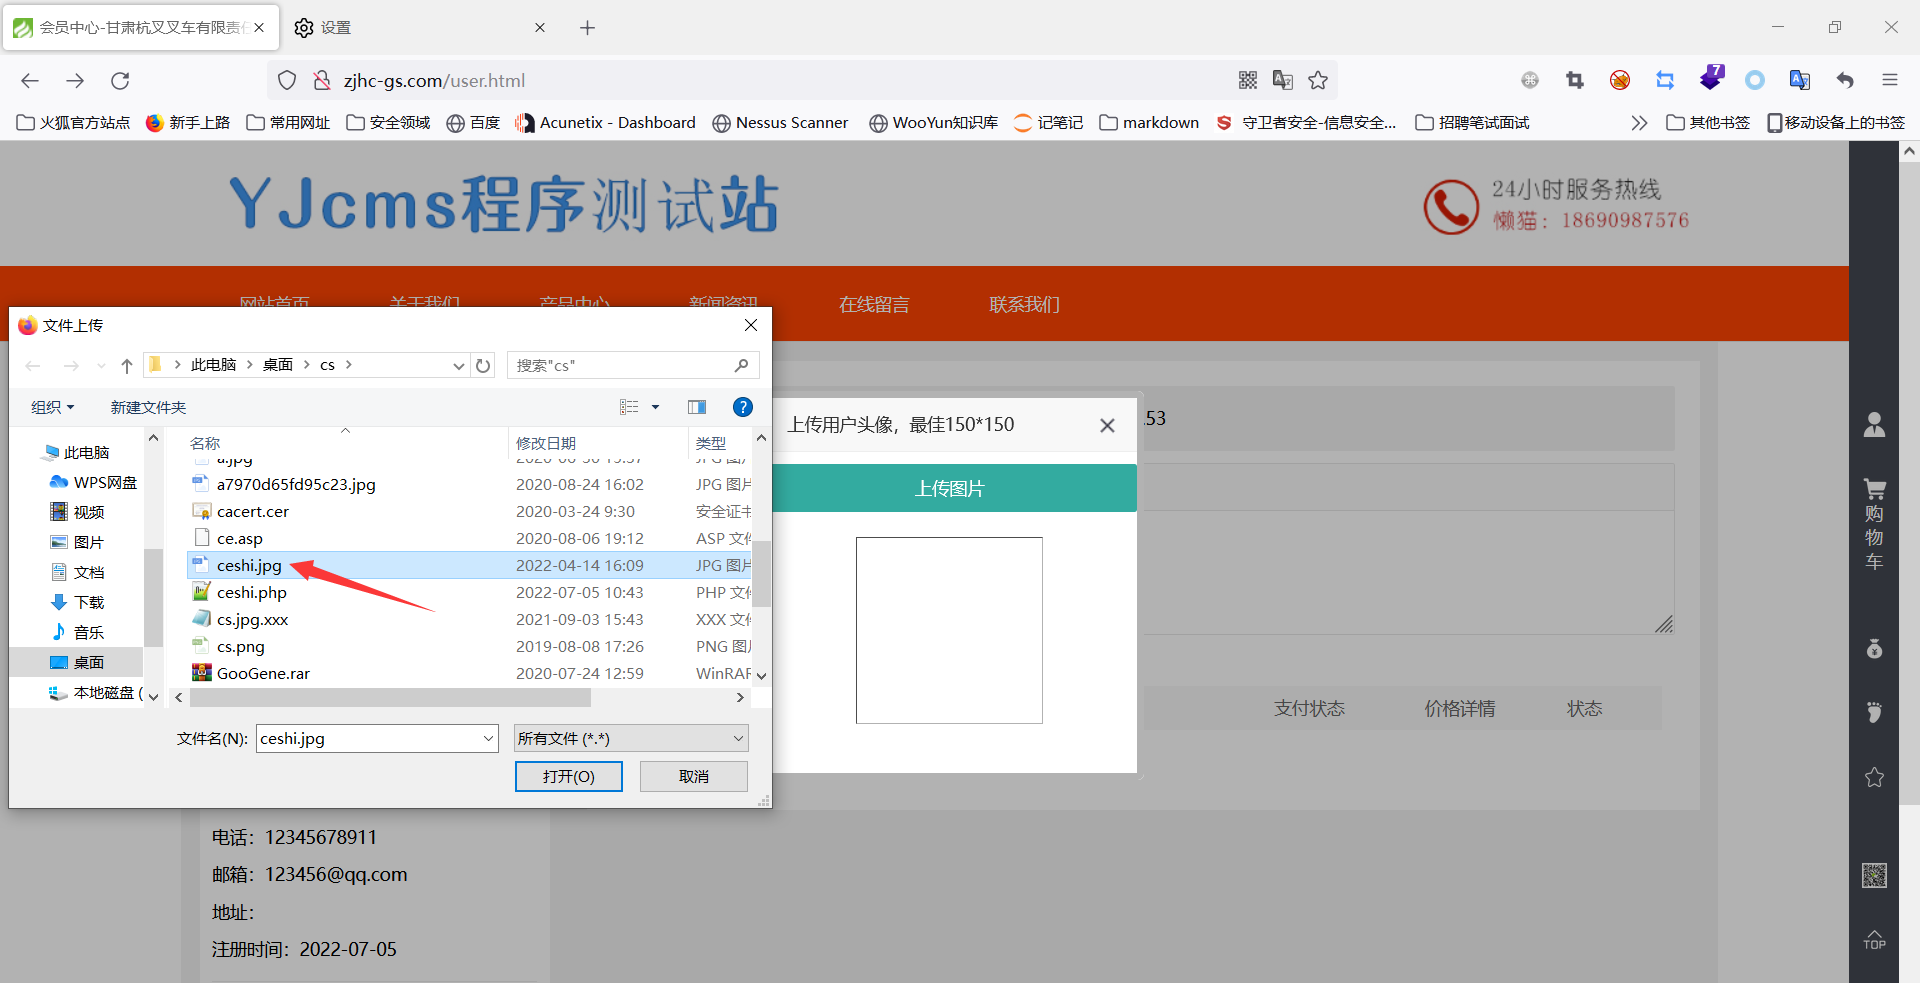 会员中心-甘肃杭叉叉车有限责任
设置
zjhc-gs.com/user.html
7
火狐官方站点
新手上路
常用网址
安全领域
百度
Acunetix - Dashboard
Nessus Scanner
WooYun知识库
记笔记
markdown
守卫者安全-信息安全...
招聘笔试面试
其他书签
移动设备上的书签
YJcms程序测试站
24小时服务热线
懒猫：18690987576
网站首页
关于我们
产品中心
新闻资讯
在线留言
联系我们
文件上传
此电脑
桌面
cs
搜索"cs"
组织
新建文件夹
名称
修改日期
类型
此电脑
WPS网盘
视频
图片
文档
下载
音乐
桌面
本地磁盘 (
a.jpg
a7970d65fd95c23.jpg 2020-08-24 16:02 JPG 图片
cacert.cer 2020-03-24 9:30 安全证书
ce.asp 2020-08-06 19:12 ASP 文件
ceshi.jpg 2022-04-14 16:09 JPG 图片
ceshi.php 2022-07-05 10:43 PHP 文件
cs.jpg.xxx 2021-09-03 15:43 XXX 文件
cs.png 2019-08-08 17:26 PNG 图片
GooGene.rar 2020-07-24 12:59 WinRAR
文件名(N):
ceshi.jpg
所有文件 (*.*)
打开(O)
取消
上传用户头像，最佳150*150
.53
上传图片
支付状态
价格详情
状态
购
物
车
电话：12345678911
邮箱：123456@qq.com
地址：
注册时间：2022-07-05
TOP